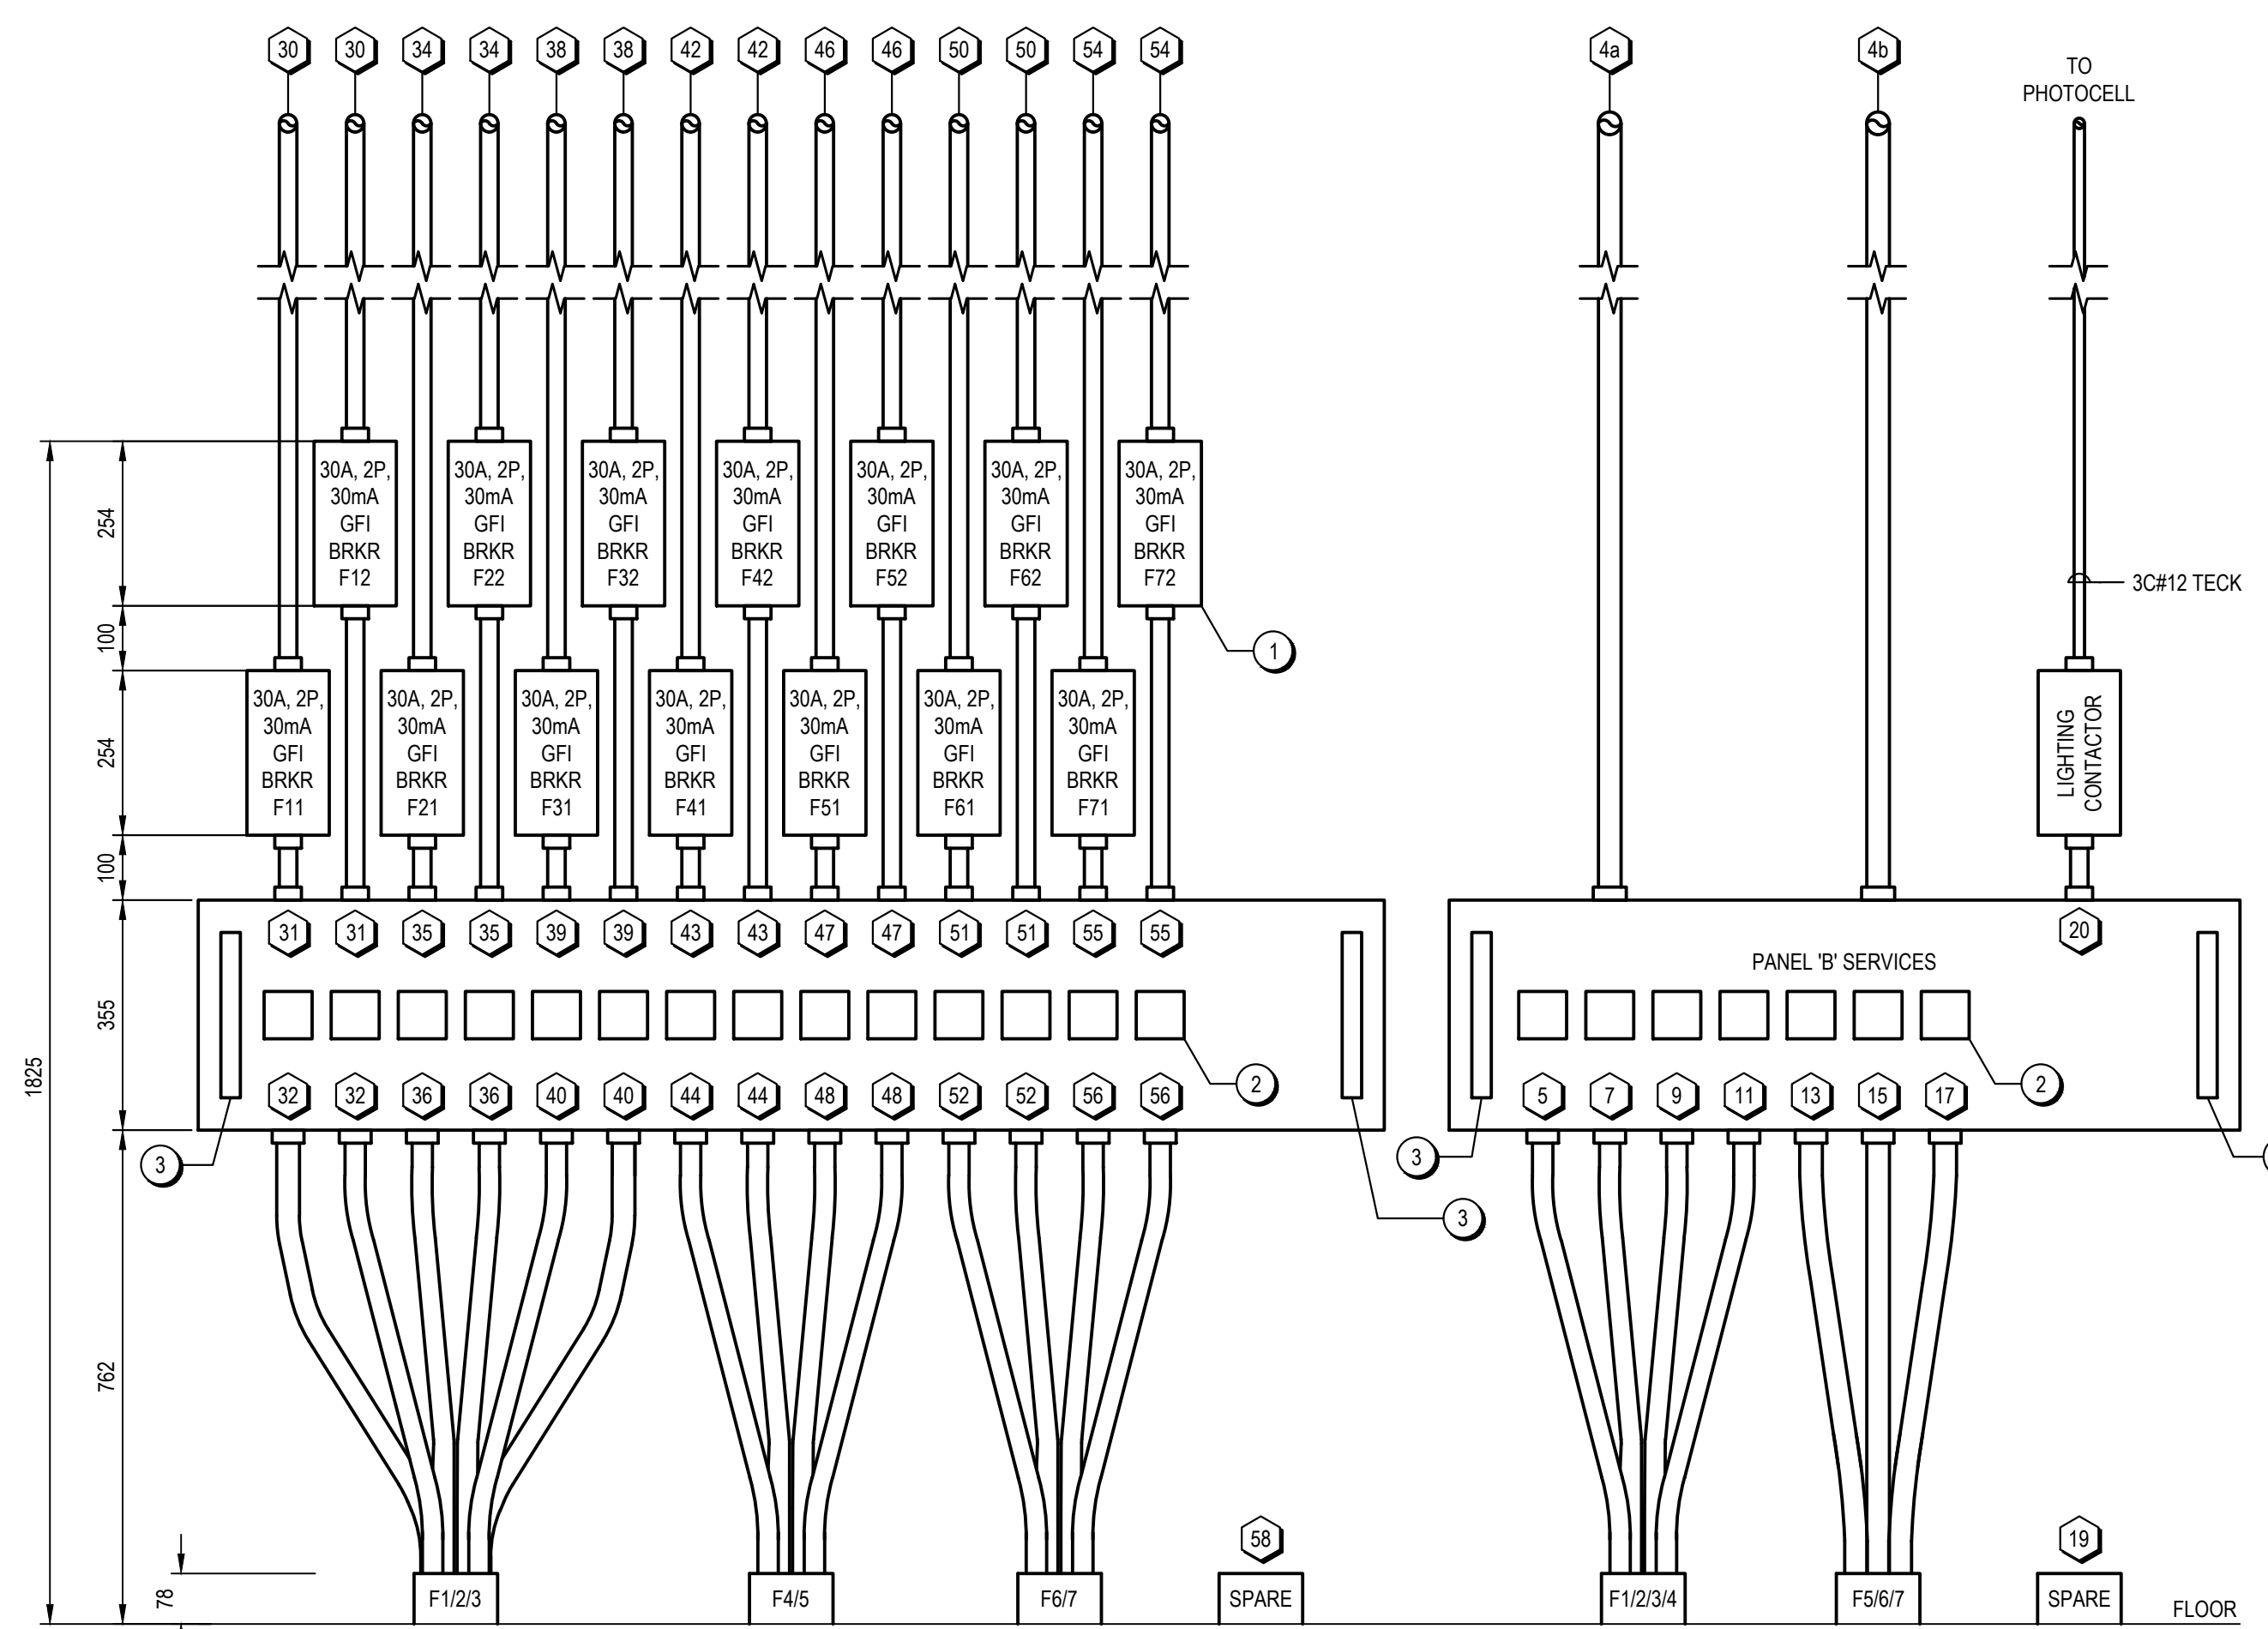 30 30 34 34 38 38 42 42 46 46 50 50 54 54 4a 4b
TO
PHOTOCELL
30A, 2P, 30A, 2P, 30A, 2P, 30A, 2P, 30A, 2P, 30A, 2P, 30A, 2P,
30mA 30mA 30mA 30mA 30mA 30mA 30mA
GFI GFI GFI GFI GFI GFI GFI
BRKR BRKR BRKR BRKR BRKR BRKR BRKR
F12 F22 F32 F42 F52 F62 F72
254
3C#12 TECK
100
1
30A, 2P, 30A, 2P, 30A, 2P, 30A, 2P, 30A, 2P, 30A, 2P, 30A, 2P,
30mA 30mA 30mA 30mA 30mA 30mA 30mA
GFI GFI GFI GFI GFI GFI GFI
BRKR BRKR BRKR BRKR BRKR BRKR BRKR
F11 F21 F31 F41 F51 F61 F71
254
LIGHTING
CONTACTOR
100
31 31 35 35 39 39 43 43 47 47 51 51 55 55 20
PANEL 'B' SERVICES
355
1825
32 32 36 36 40 40 44 44 48 48 52 52 56 56 2 5 7 9 11 13 15 17 2
3 3
3
762
58 19
78
F1/2/3 F4/5 F6/7 SPARE F1/2/3/4 F5/6/7 SPARE FLOOR